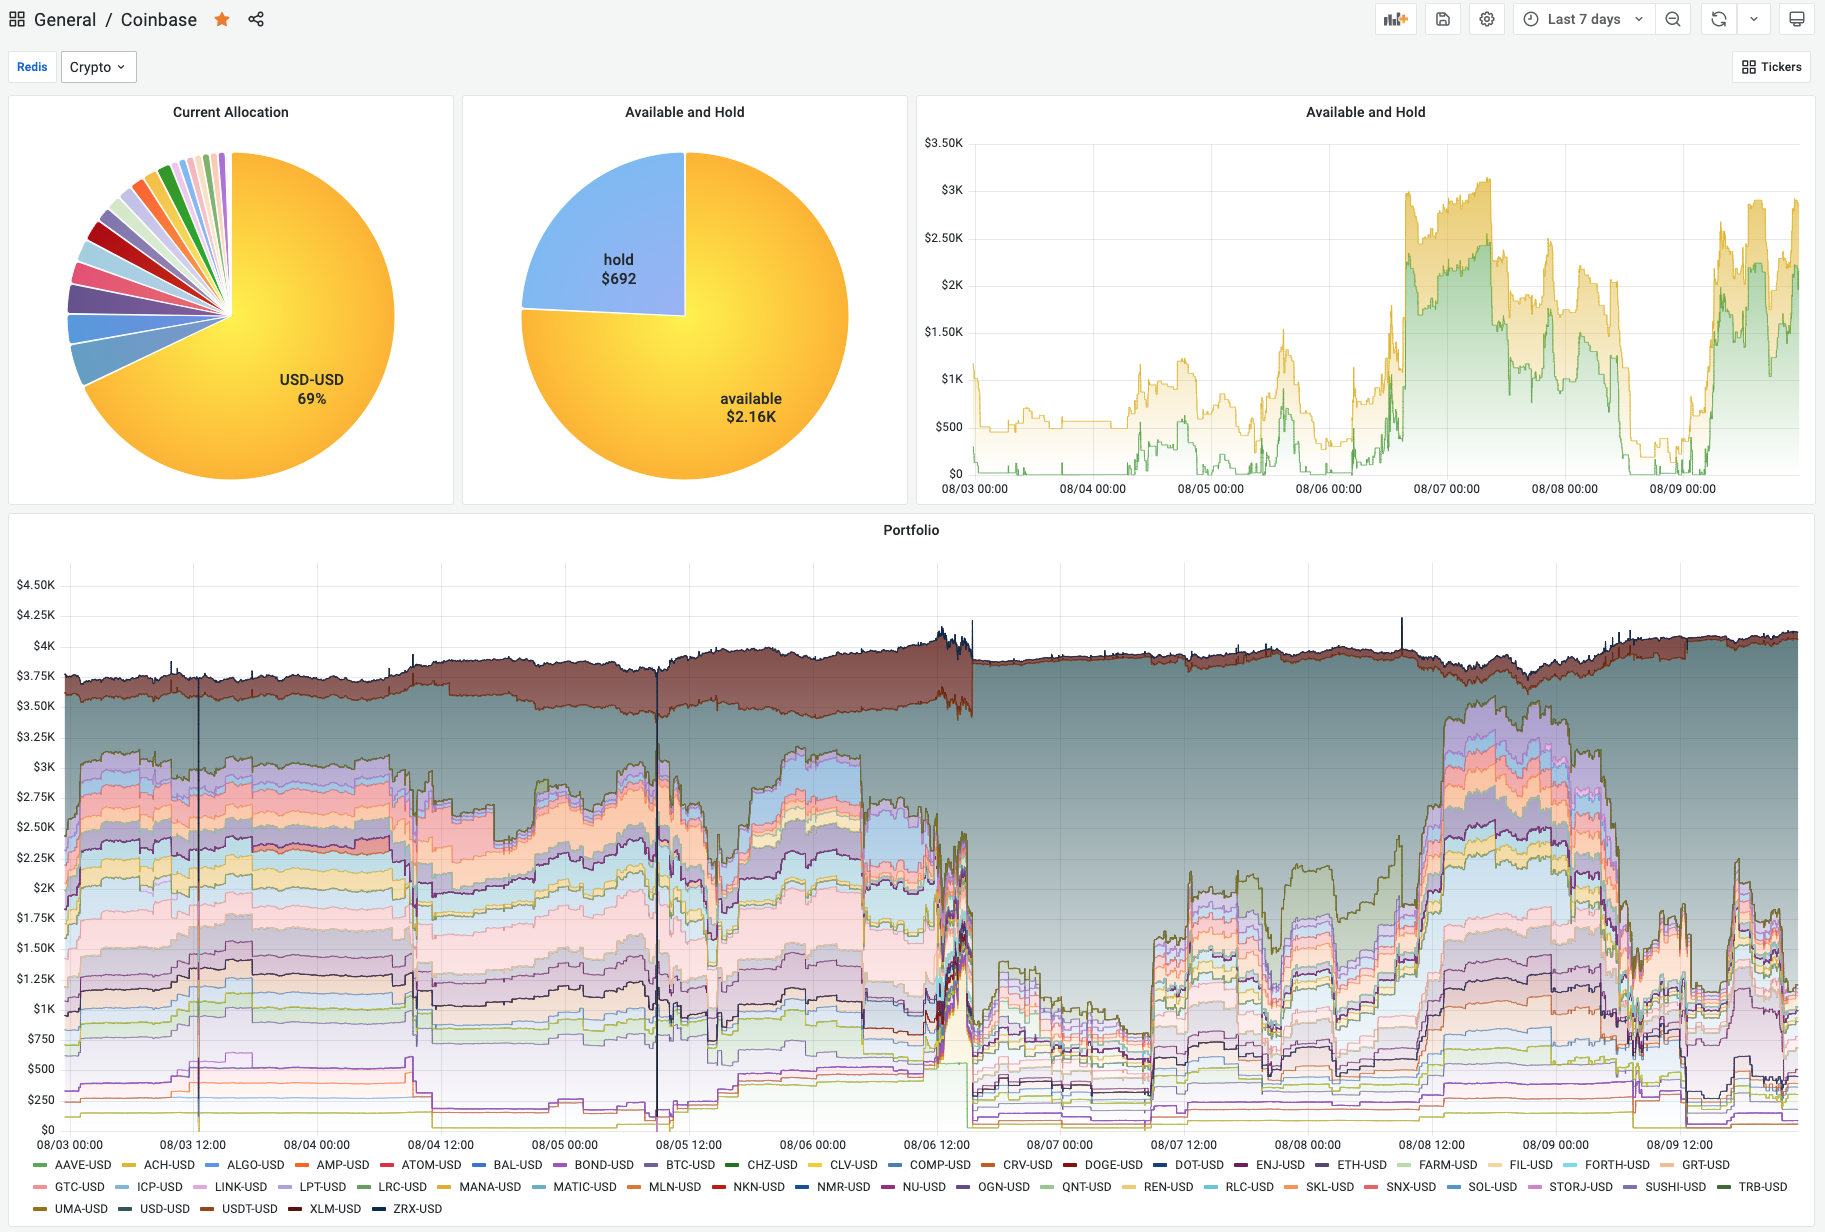 General / Coinbase
Last 7 days
Redis
Crypto
Tickers
Current Allocation
USD-USD
69%
Available and Hold
hold
$692
available
$2.16K
Available and Hold
$3.50K
$3K
$2.50K
$2K
$1.50K
$1K
$500
$0
08/03 00:00 08/04 00:00 08/05 00:00 08/06 00:00 08/07 00:00 08/08 00:00 08/09 00:00
Portfolio
$4.50K
$4.25K
$4K
$3.75K
$3.50K
$3.25K
$3K
$2.75K
$2.50K
$2.25K
$2K
$1.75K
$1.50K
$1.25K
$1K
$750
$500
$250
$0
08/03 00:00 08/03 12:00 08/04 00:00 08/04 12:00 08/05 00:00 08/05 12:00 08/06 00:00 08/06 12:00 08/07 00:00 08/07 12:00 08/08 00:00 08/08 12:00 08/09 00:00 08/09 12:00
AAVE-USD ACH-USD ALGO-USD AMP-USD ATOM-USD BAL-USD BOND-USD BTC-USD CHZ-USD CLV-USD COMP-USD CRV-USD DOGE-USD DOT-USD ENJ-USD ETH-USD FARM-USD FIL-USD FORTH-USD GRT-USD
GTC-USD ICP-USD LINK-USD LPT-USD LRC-USD MANA-USD MATIC-USD MLN-USD NKN-USD NMR-USD NU-USD OGN-USD QNT-USD REN-USD RLC-USD SKL-USD SNX-USD SOL-USD STORJ-USD SUSHI-USD TRB-USD
UMA-USD USD-USD USDT-USD XLM-USD ZRX-USD